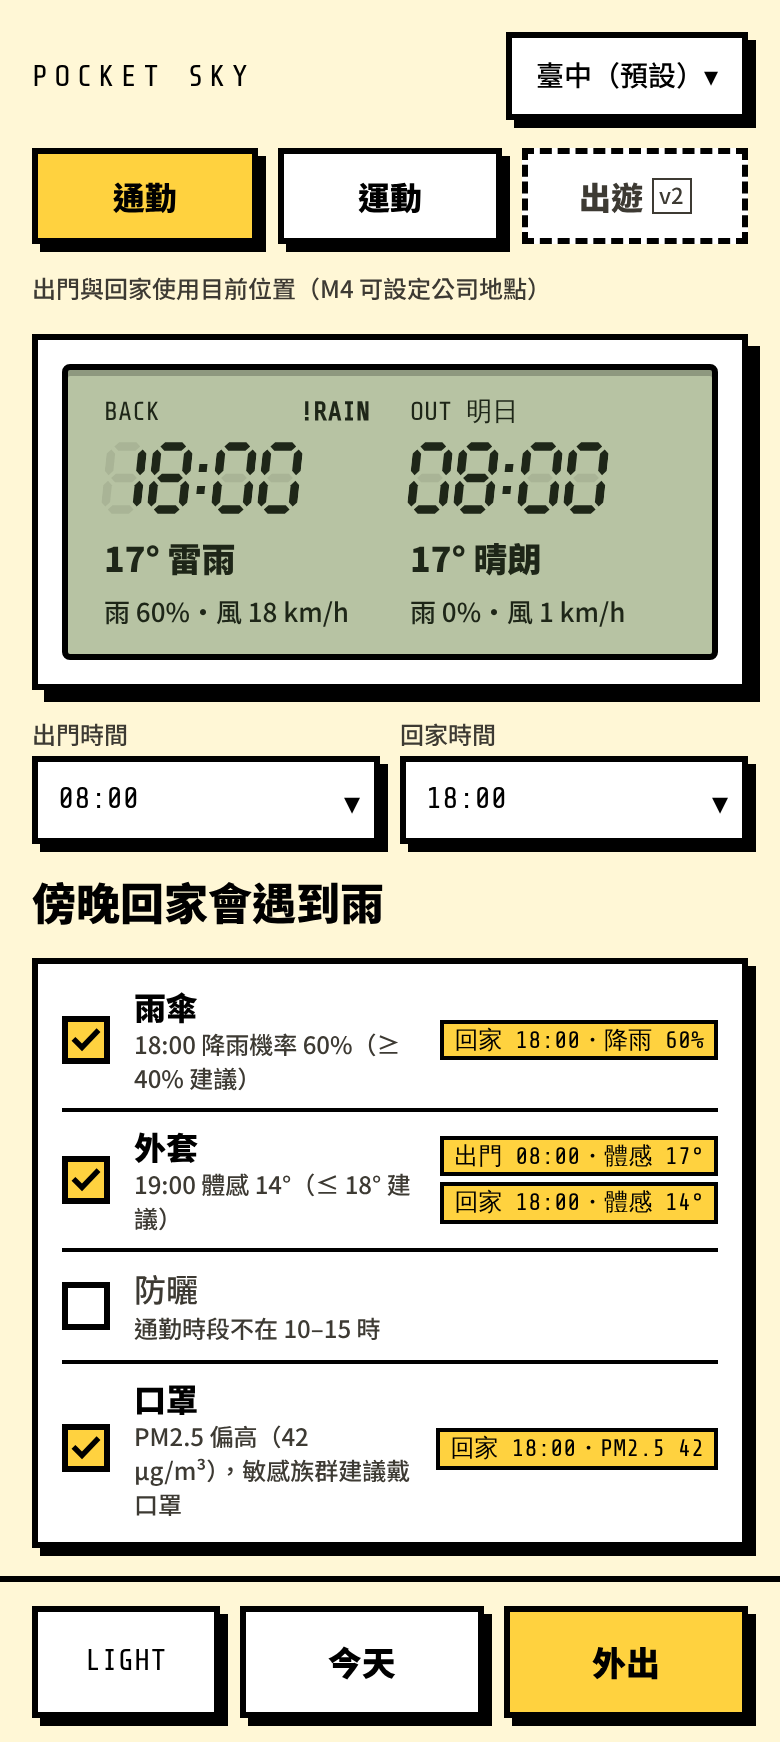 POCKET SKY
臺中（預設）▼
通勤
運動
出遊 v2
出門與回家使用目前位置（M4 可設定公司地點）
BACK
!RAIN
OUT 明日
18:00
08:00
17° 雷雨
17° 晴朗
雨 60%・風 18 km/h
雨 0%・風 1 km/h
出門時間
回家時間
08:00 ▼
18:00 ▼
傍晚回家會遇到雨
雨傘
18:00 降雨機率 60%（≥
40% 建議）
回家 18:00・降雨 60%
外套
19:00 體感 14°（≤ 18° 建
議）
出門 08:00・體感 17°
回家 18:00・體感 14°
防曬
通勤時段不在 10–15 時
口罩
PM2.5 偏高（42
μg/m³），敏感族群建議戴
口罩
回家 18:00・PM2.5 42
LIGHT
今天
外出